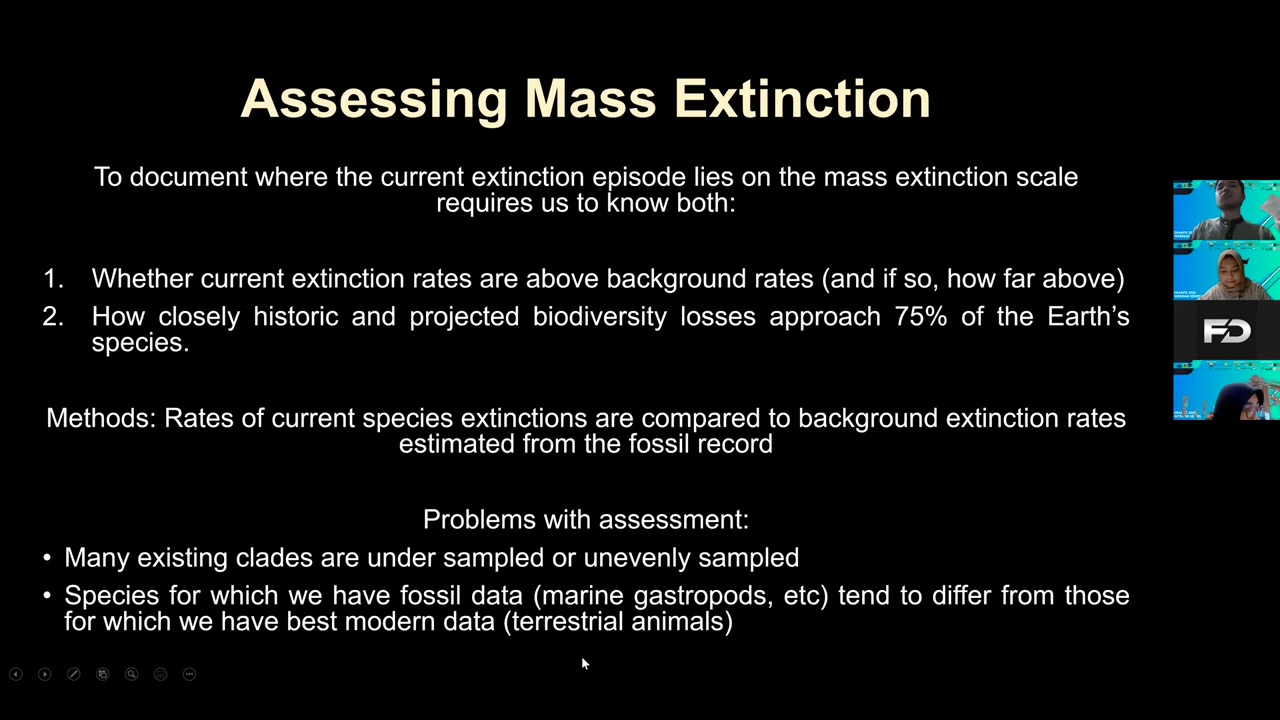 Assessing Mass Extinction
To document where the current extinction episode lies on the mass extinction scale
requires us to know both:
1. Whether current extinction rates are above background rates (and if so, how far above)
2. How closely historic and projected biodiversity losses approach 75% of the Earth’s
species.
Methods: Rates of current species extinctions are compared to background extinction rates
estimated from the fossil record
Problems with assessment:
• Many existing clades are under sampled or unevenly sampled
• Species for which we have fossil data (marine gastropods, etc) tend to differ from those
for which we have best modern data (terrestrial animals)
FD